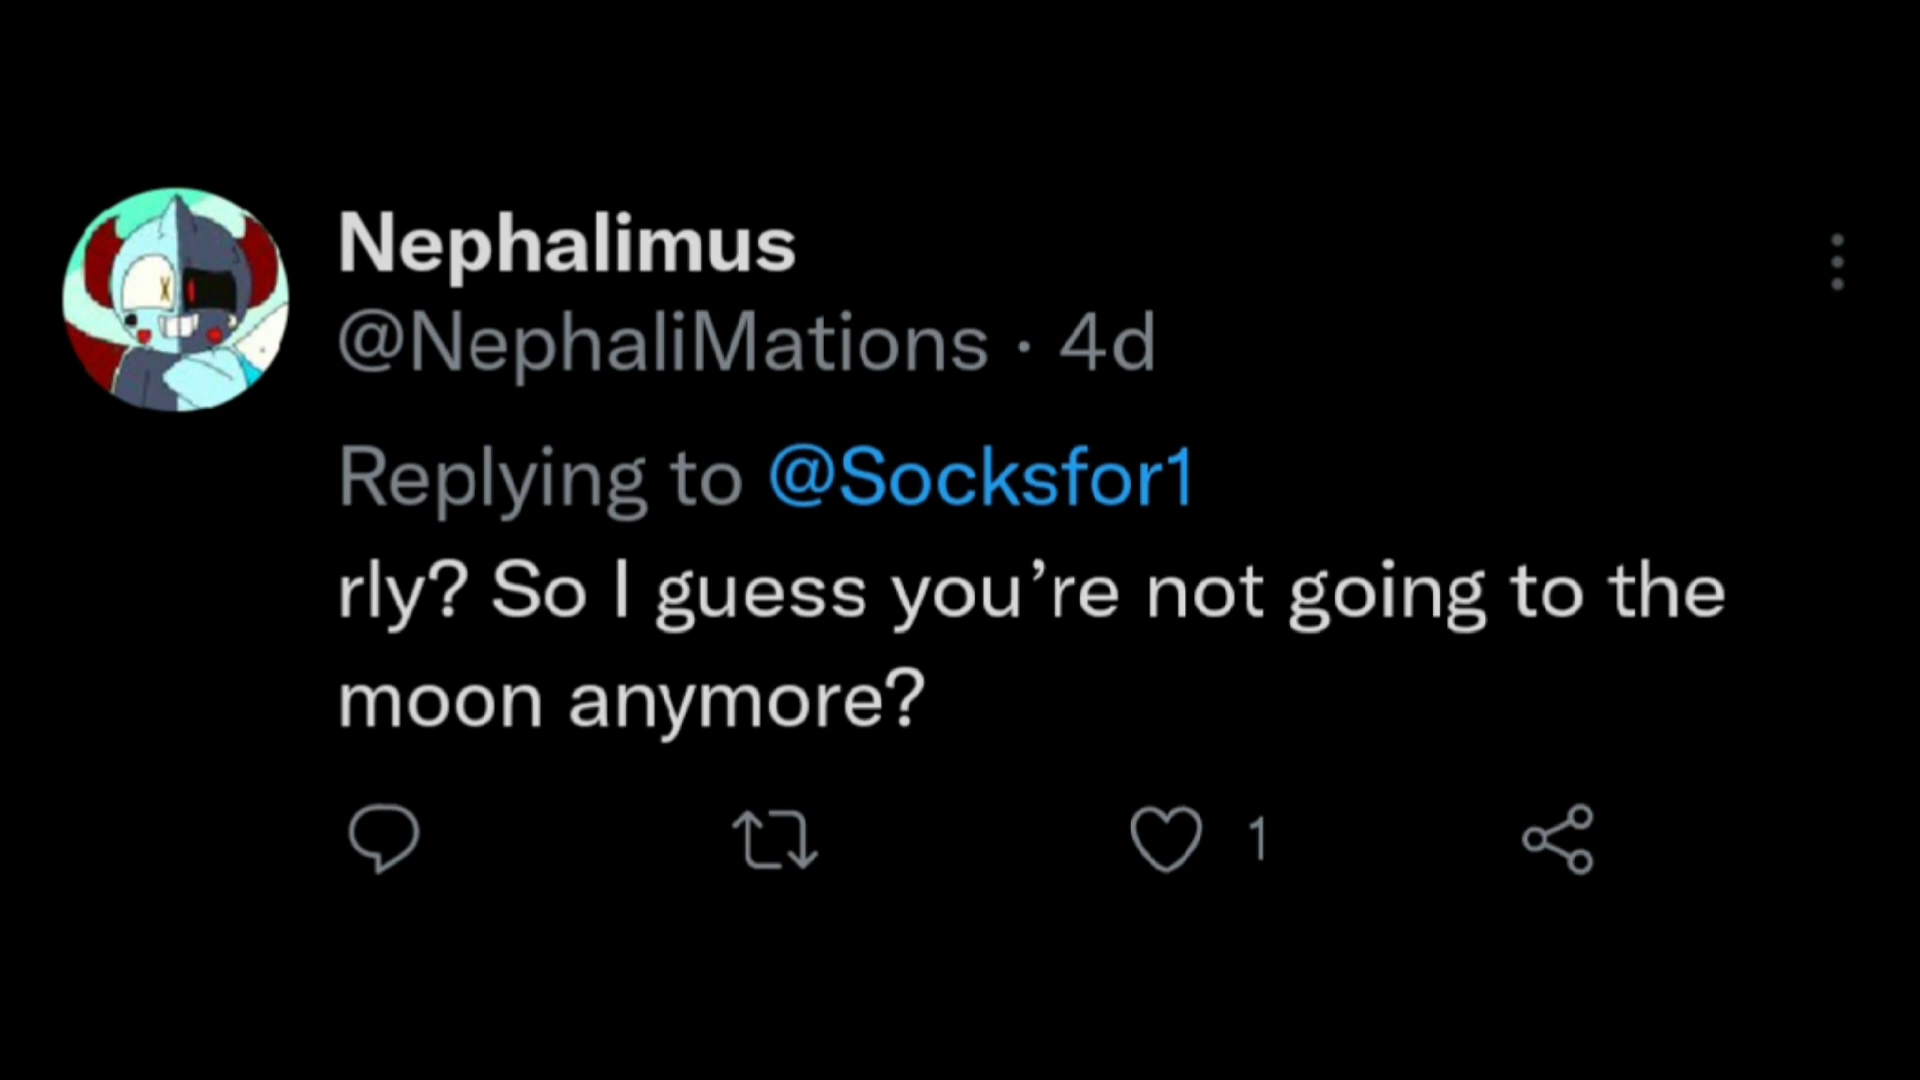 Nephalimus
@NephaliMations · 4d
Replying to @Socksfor1
rly? So I guess you’re not going to the
moon anymore?
1